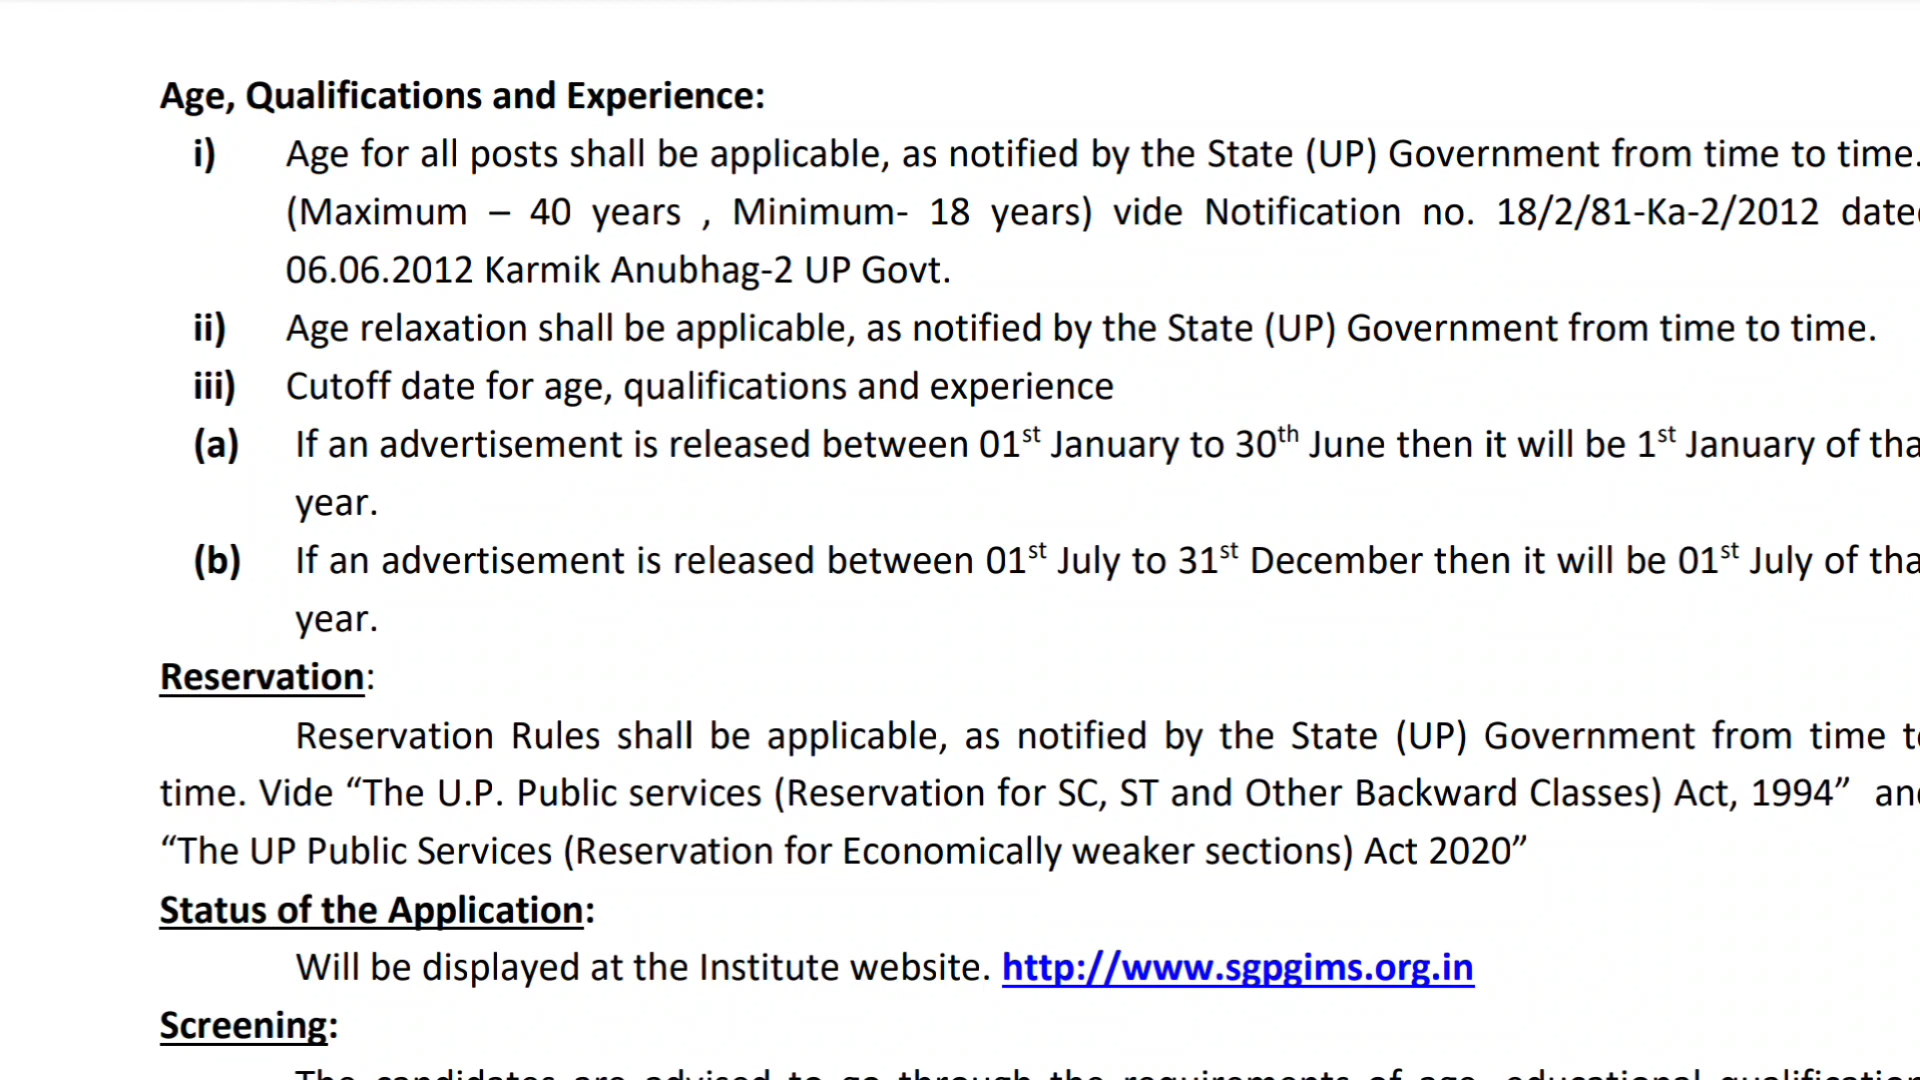 Age, Qualifications and Experience:
i) Age for all posts shall be applicable, as notified by the State (UP) Government from time to time.
(Maximum – 40 years , Minimum- 18 years) vide Notification no. 18/2/81-Ka-2/2012
06.06.2012 Karmik Anubhag-2 UP Govt.
ii) Age relaxation shall be applicable, as notified by the State (UP) Government from time to time.
iii) Cutoff date for age, qualifications and experience
(a) If an advertisement is released between 01st January to 30th June then it will be 1st January of
year.
(b) If an advertisement is released between 01st July to 31st December then it will be 01st July of
year.
Reservation:
Reservation Rules shall be applicable, as notified by the State (UP) Government from time
time. Vide “The U.P. Public services (Reservation for SC, ST and Other Backward Classes) Act, 1994”
“The UP Public Services (Reservation for Economically weaker sections) Act 2020”
Status of the Application:
Will be displayed at the Institute website. http://www.sgpgims.org.in
Screening: